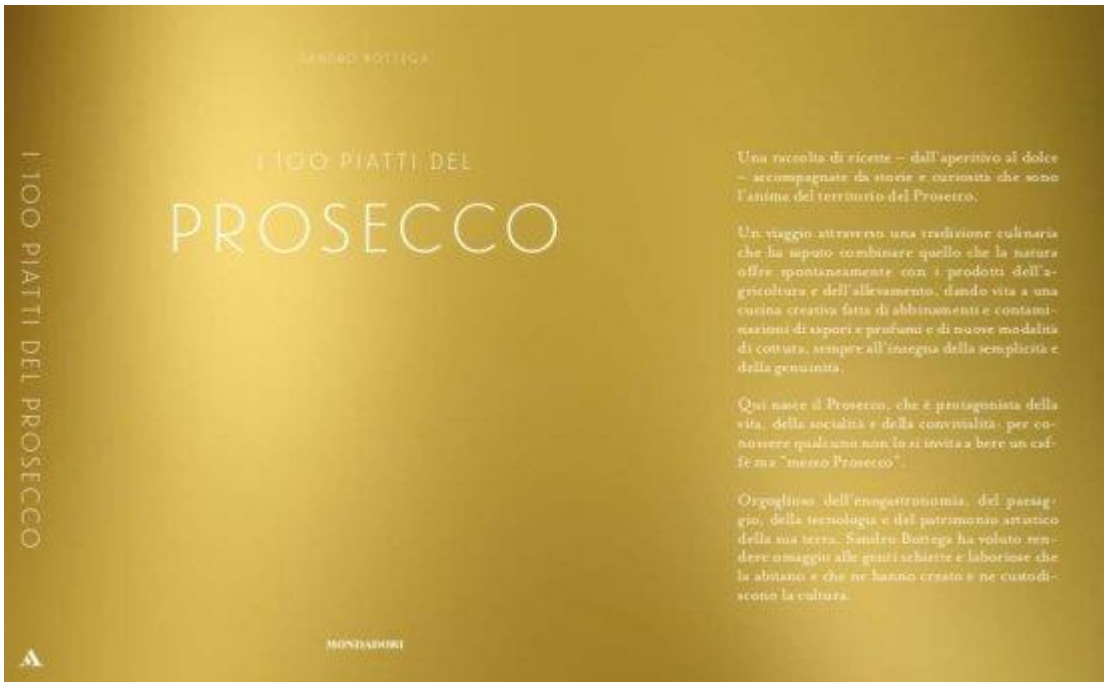 I 100 PIATTI DEL PROSECCO
SANDRO BOTTEGA
I 100 PIATTI DEL
PROSECCO
MONDADORI
Una raccolta di ricette – dall'aperitivo al dolce
– accompagnate da storie e curiosità che sono
l'anima del territorio del Prosecco.
Un viaggio attraverso una tradizione culinaria
che ha saputo combinare quello che la natura
offre spontaneamente con i prodotti dell'a-
gricoltura e dell'allevamento, dando vita a una
cucina creativa fatta di abbinamenti e contami-
nazioni di sapori e profumi e di nuove modalità
di cottura, sempre all'insegna della semplicità e
della genuinità.
Qui nasce il Prosecco, che è protagonista della
vita, della socialità e della convivialità: per co-
noscere qualcuno non lo si invita a bere un caf-
fè ma "mezzo Prosecco".
Orgoglioso dell'enogastronomia, del paesag-
gio, della tecnologia e del patrimonio artistico
della sua terra, Sandro Bottega ha voluto ren-
dere omaggio alle genti schiette e laboriose che
la abitano e che ne hanno creato e ne custodi-
scono la cultura.